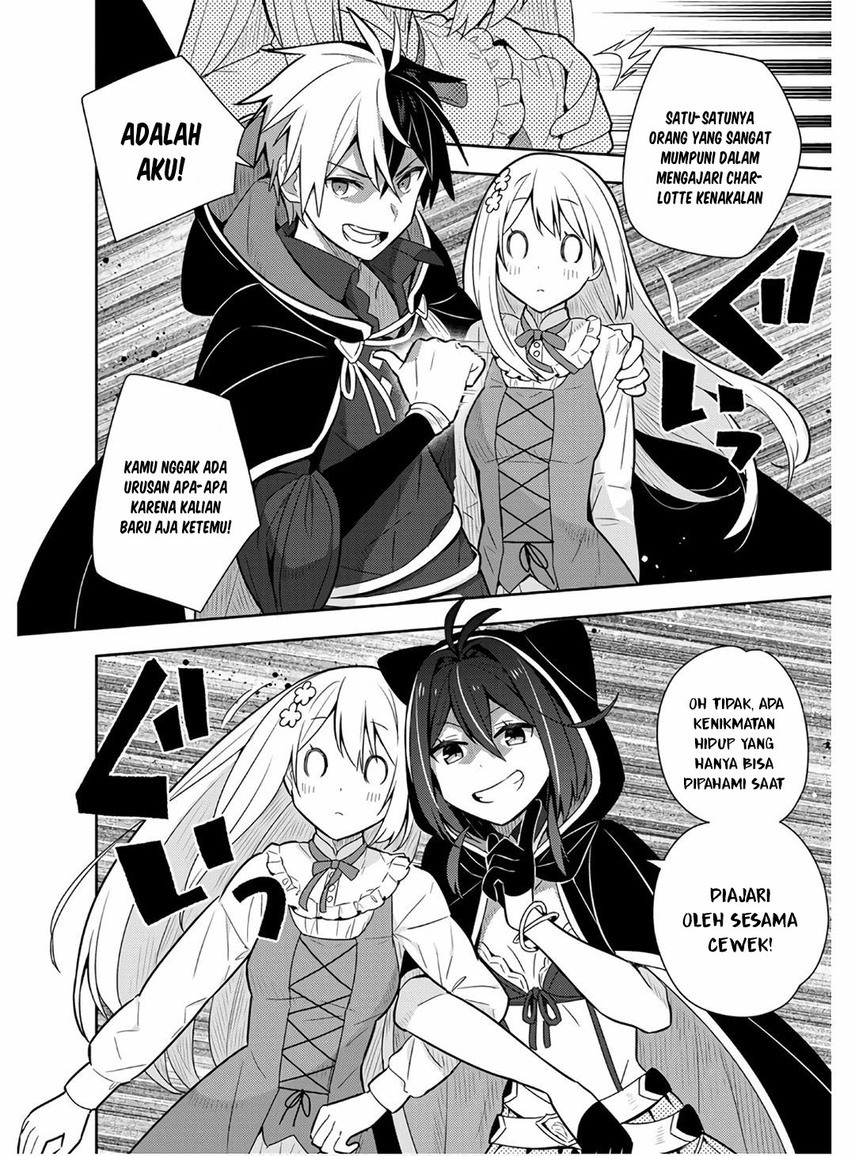 SATU-SATUNYA
ORANG YANG SANGAT
MUMPUNI DALAM
MENGAJARI CHAR-
LOTTE KENAKALAN
ADALAH
AKU!
KAMU NGGAK ADA
URUSAN APA-APA
KARENA KALIAN
BARU AJA KETEMU!
ぐいっ
OH TIDAK, ADA
KENIKMATAN
HIDUP YANG
HANYA BISA
DIPAHAMI SAAT
DIAJARI
OLEH SESAMA
CEWEK!
ぐいっ